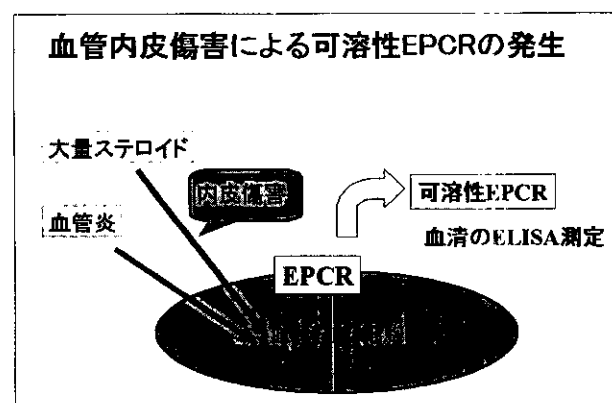 血管内皮傷害による可溶性EPCRの発生
大量ステロイド
内皮傷害
血管炎
可溶性EPCR
血清のELISA測定
EPCR